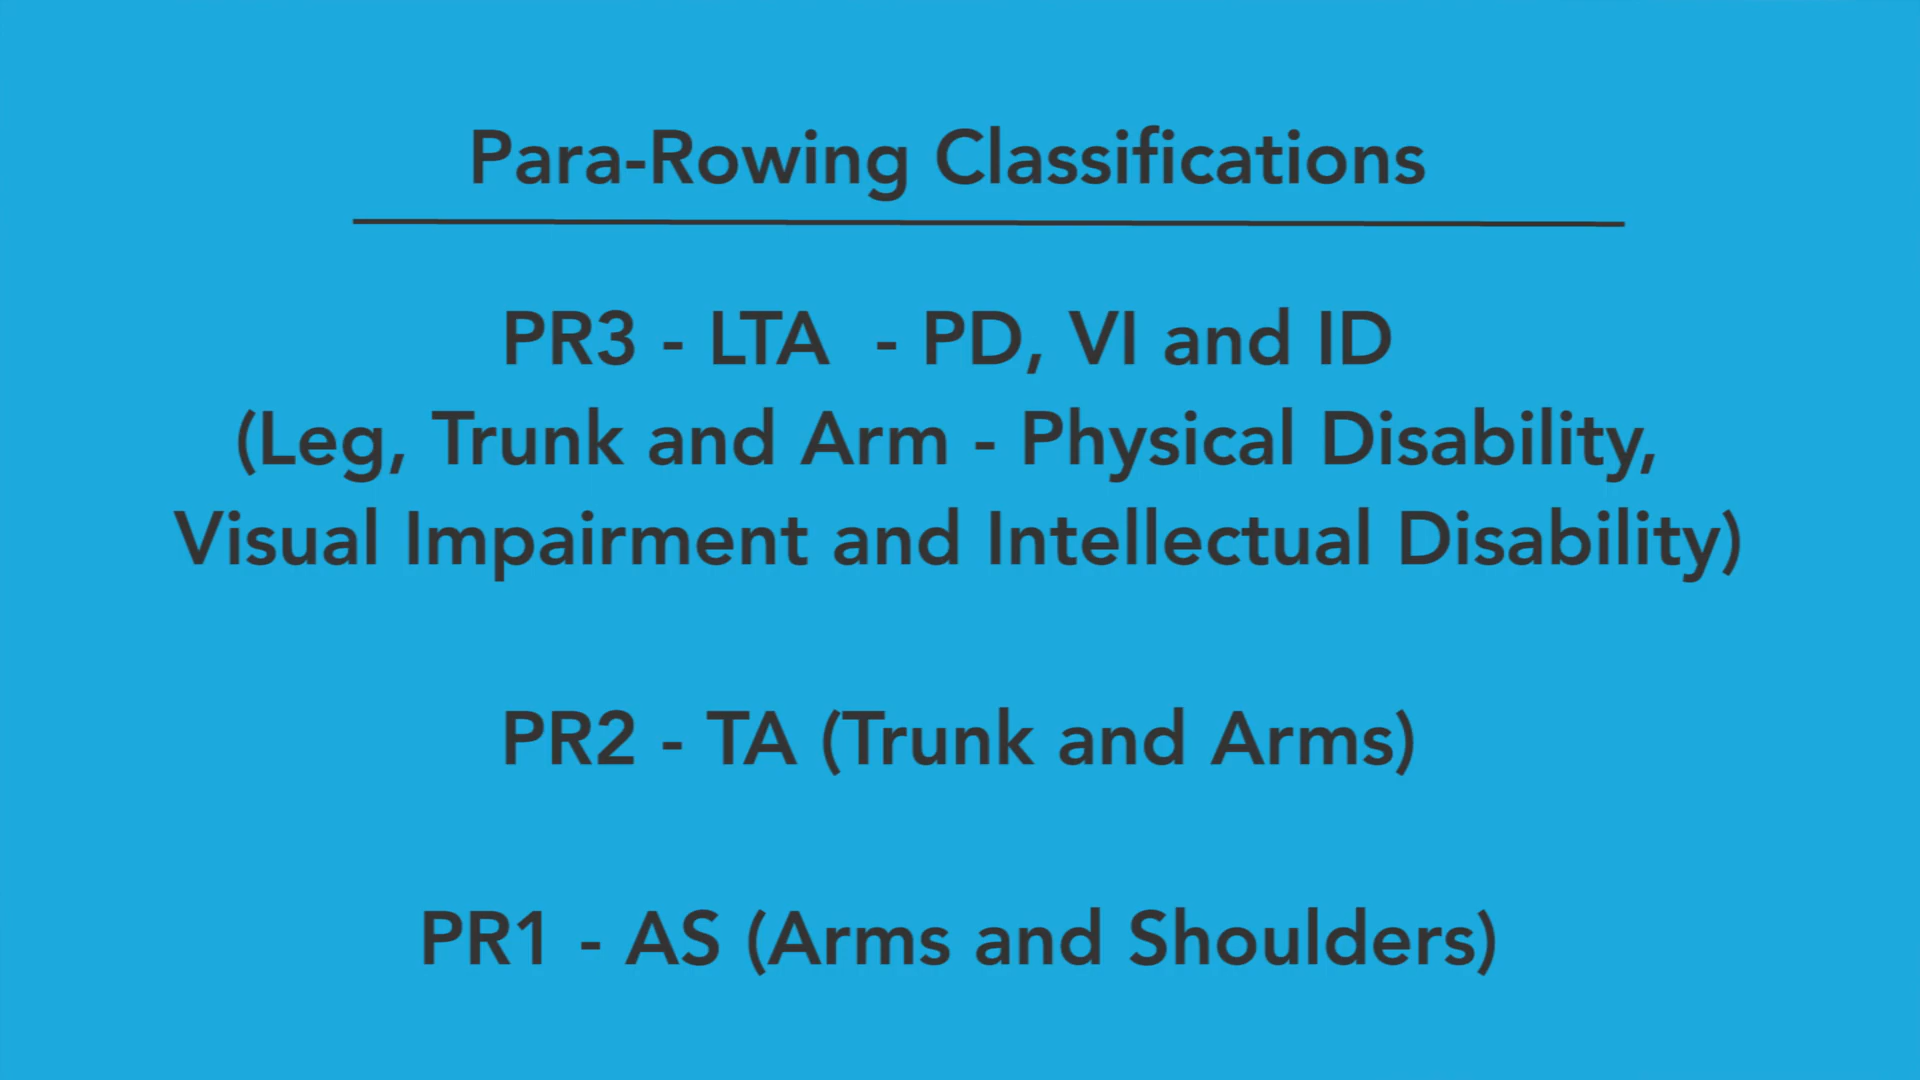 Para-Rowing Classifications
PR3 - LTA  - PD, VI and ID
(Leg, Trunk and Arm - Physical Disability,
Visual Impairment and Intellectual Disability)
PR2 - TA (Trunk and Arms)
PR1 - AS (Arms and Shoulders)